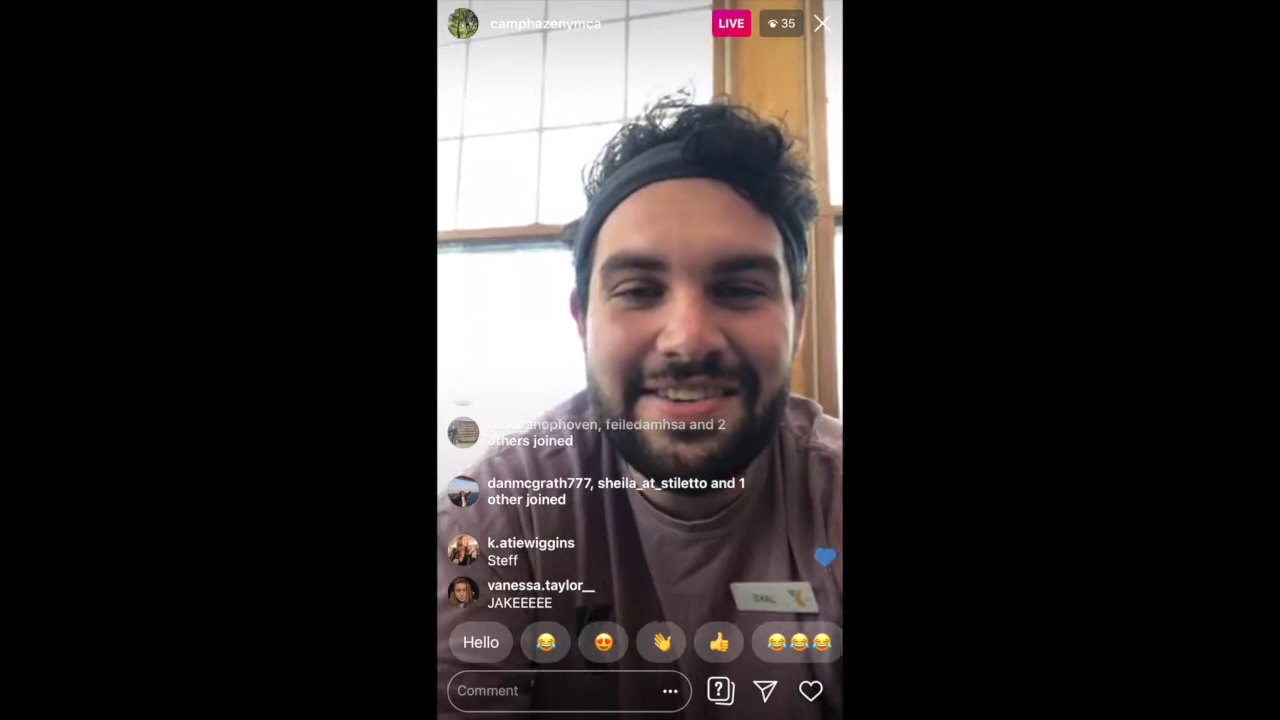 camphazenymca
LIVE
35
nophoven, feiledamhsa and 2
others joined
danmcgrath777, sheila_at_stiletto and 1
other joined
k.atiewiggins
Steff
vanessa.taylor__
JAKEEEEE
Hello
Comment